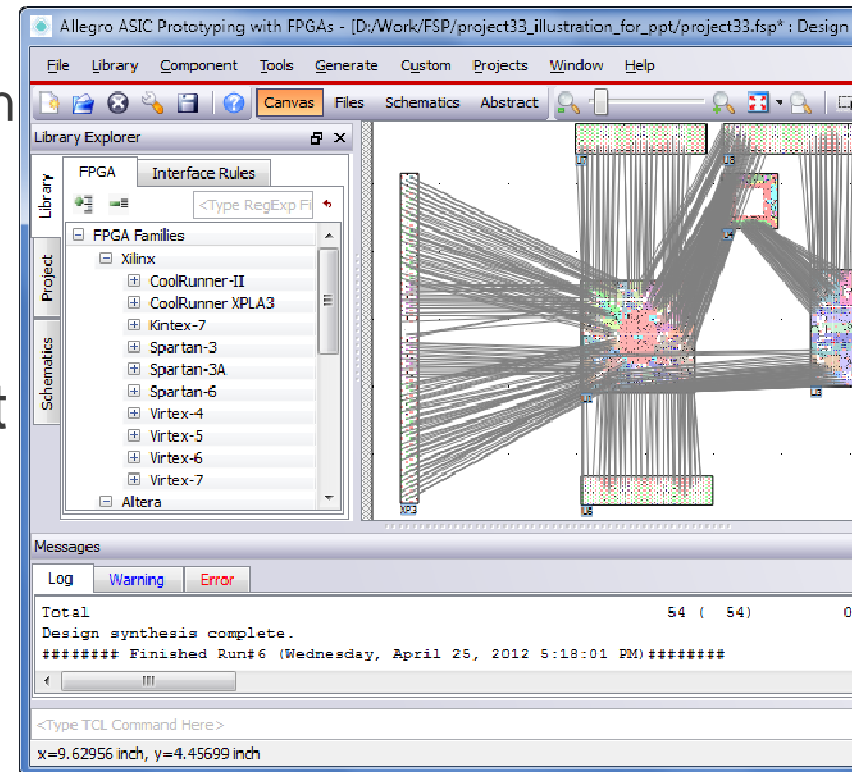 Allegro ASIC Prototyping with FPGAs - [D:/Work/FSP/project33_illustration_for_ppt/project33.fsp* : Design
File Library Component Tools Generate Custom Projects Window Help
Canvas Files Schematics Abstract
n
Library Explorer
FPGA Interface Rules
<Type RegExp Fi
Library
Project
Schematics
FPGA Families
Xilinx
CoolRunner-II
CoolRunner XPLA3
Kintex-7
Spartan-3
Spartan-3A
Spartan-6
Virtex-4
Virtex-5
Virtex-6
Virtex-7
Altera
t
U7
U4
U1
XP3
Messages
Log Warning Error
Total 54 ( 54) 0
Design synthesis complete.
######## Finished Run#6 (Wednesday, April 25, 2012 5:18:01 PM)########
<Type TCL Command Here>
x=9.62956 inch, y=4.45699 inch